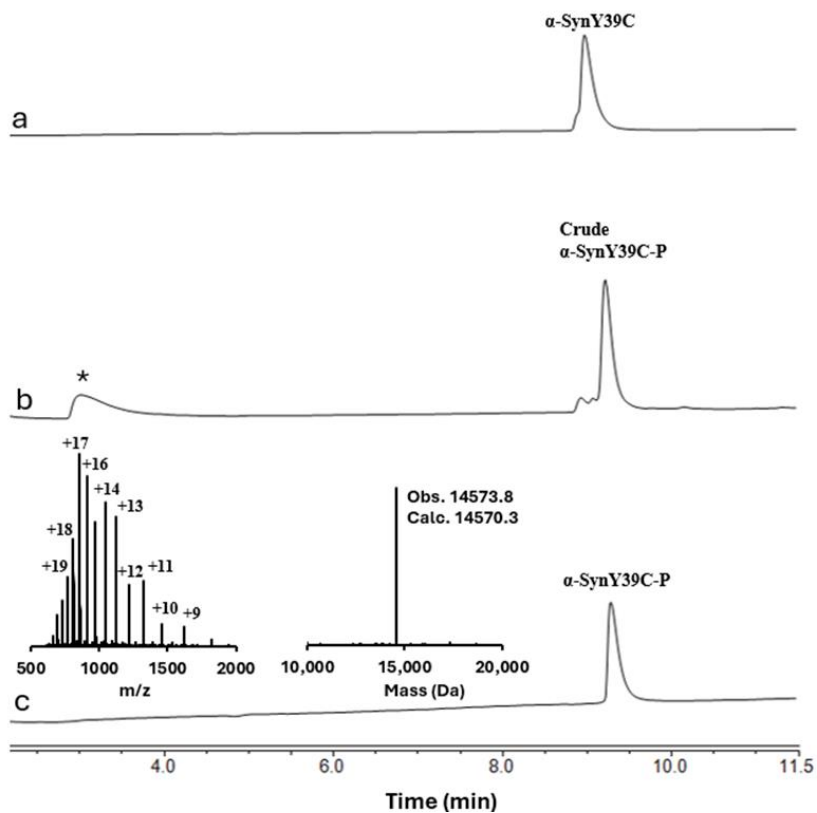 α-SynY39C
a
Crude
α-SynY39C-P
*
b
+17
+16
+14
+13
+18
+19
+12
+11
+10
+9
Obs. 14573.8
Calc. 14570.3
α-SynY39C-P
500 1000 1500 2000
m/z
10,000 15,000 20,000
Mass (Da)
c
4.0 6.0 8.0 10.0 11.5
Time (min)